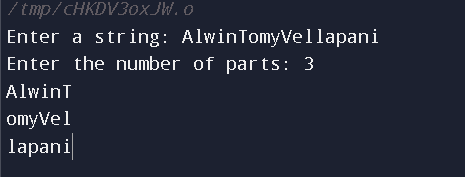 /tmp/cHKDV3oxJW.o
Enter a string: AlwinTomyVellapani
Enter the number of parts: 3
AlwinT
omyVel
lapani